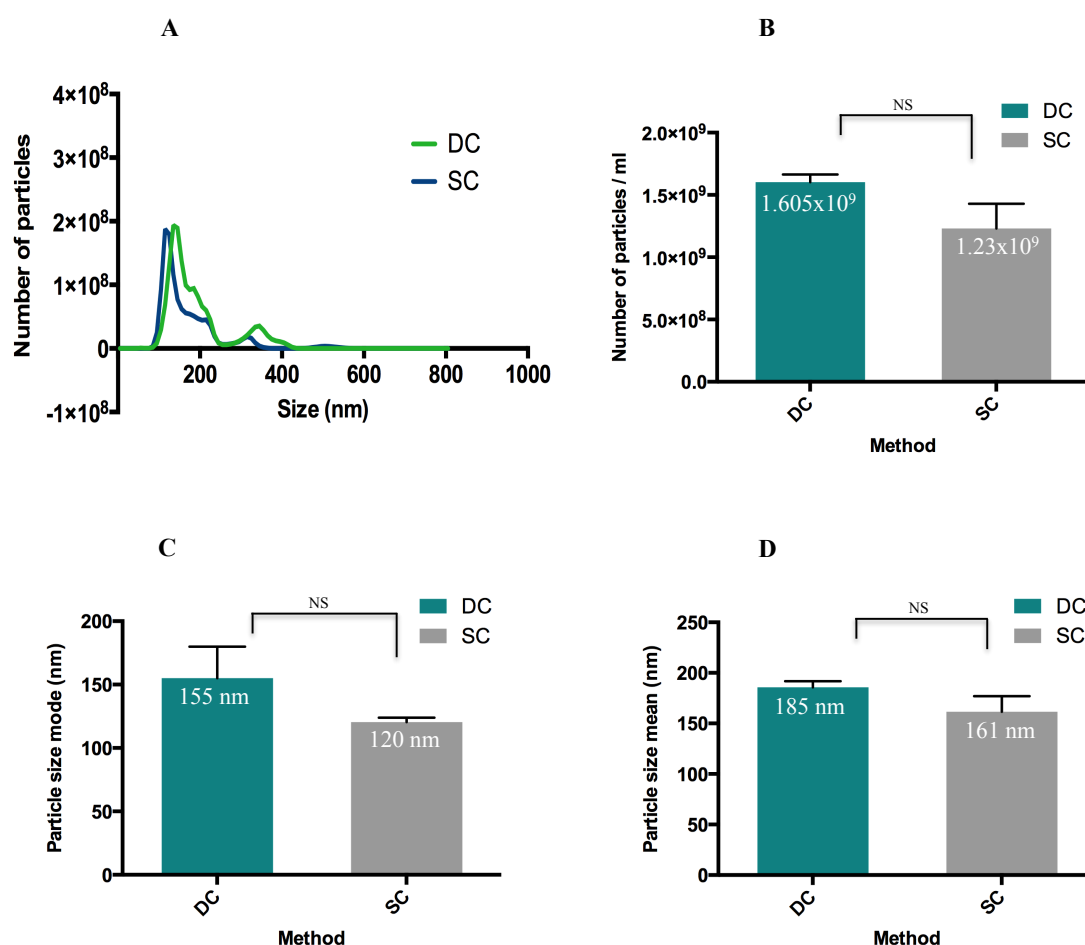 A
4×10⁸
3×10⁸
2×10⁸
1×10⁸
0
-1×10⁸
Number of particles
200
400
600
800
1000
Size (nm)
DC
SC
B
NS
DC
SC
2.0×10⁹
1.5×10⁹
1.0×10⁹
5.0×10⁸
0.0
Number of particles / ml
1.605x10⁹
1.23x10⁹
DC
SC
Method
C
NS
DC
SC
200
150
100
50
0
Particle size mode (nm)
155 nm
120 nm
DC
SC
Method
D
NS
DC
SC
250
200
150
100
50
0
Particle size mean (nm)
185 nm
161 nm
DC
SC
Method